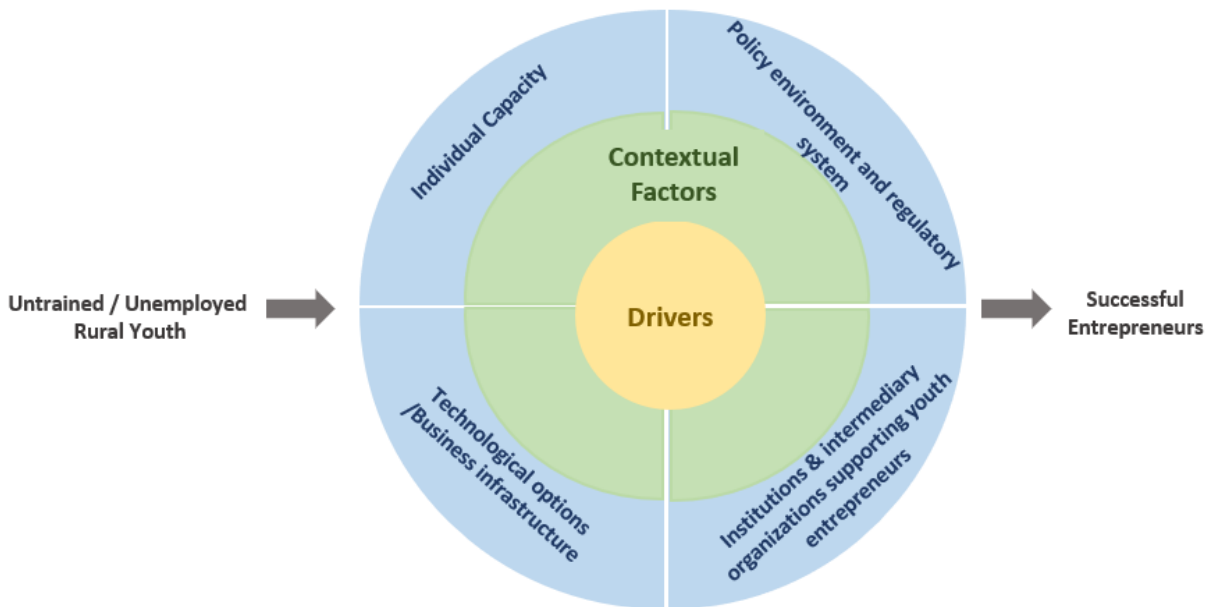 Individual Capacity
Policy environment and regulatory
system
Contextual
Factors
Untrained / Unemployed
Rural Youth
Drivers
Successful
Entrepreneurs
Technological options
/Business infrastructure
Institutions & intermediary
organizations supporting youth
entrepreneurs